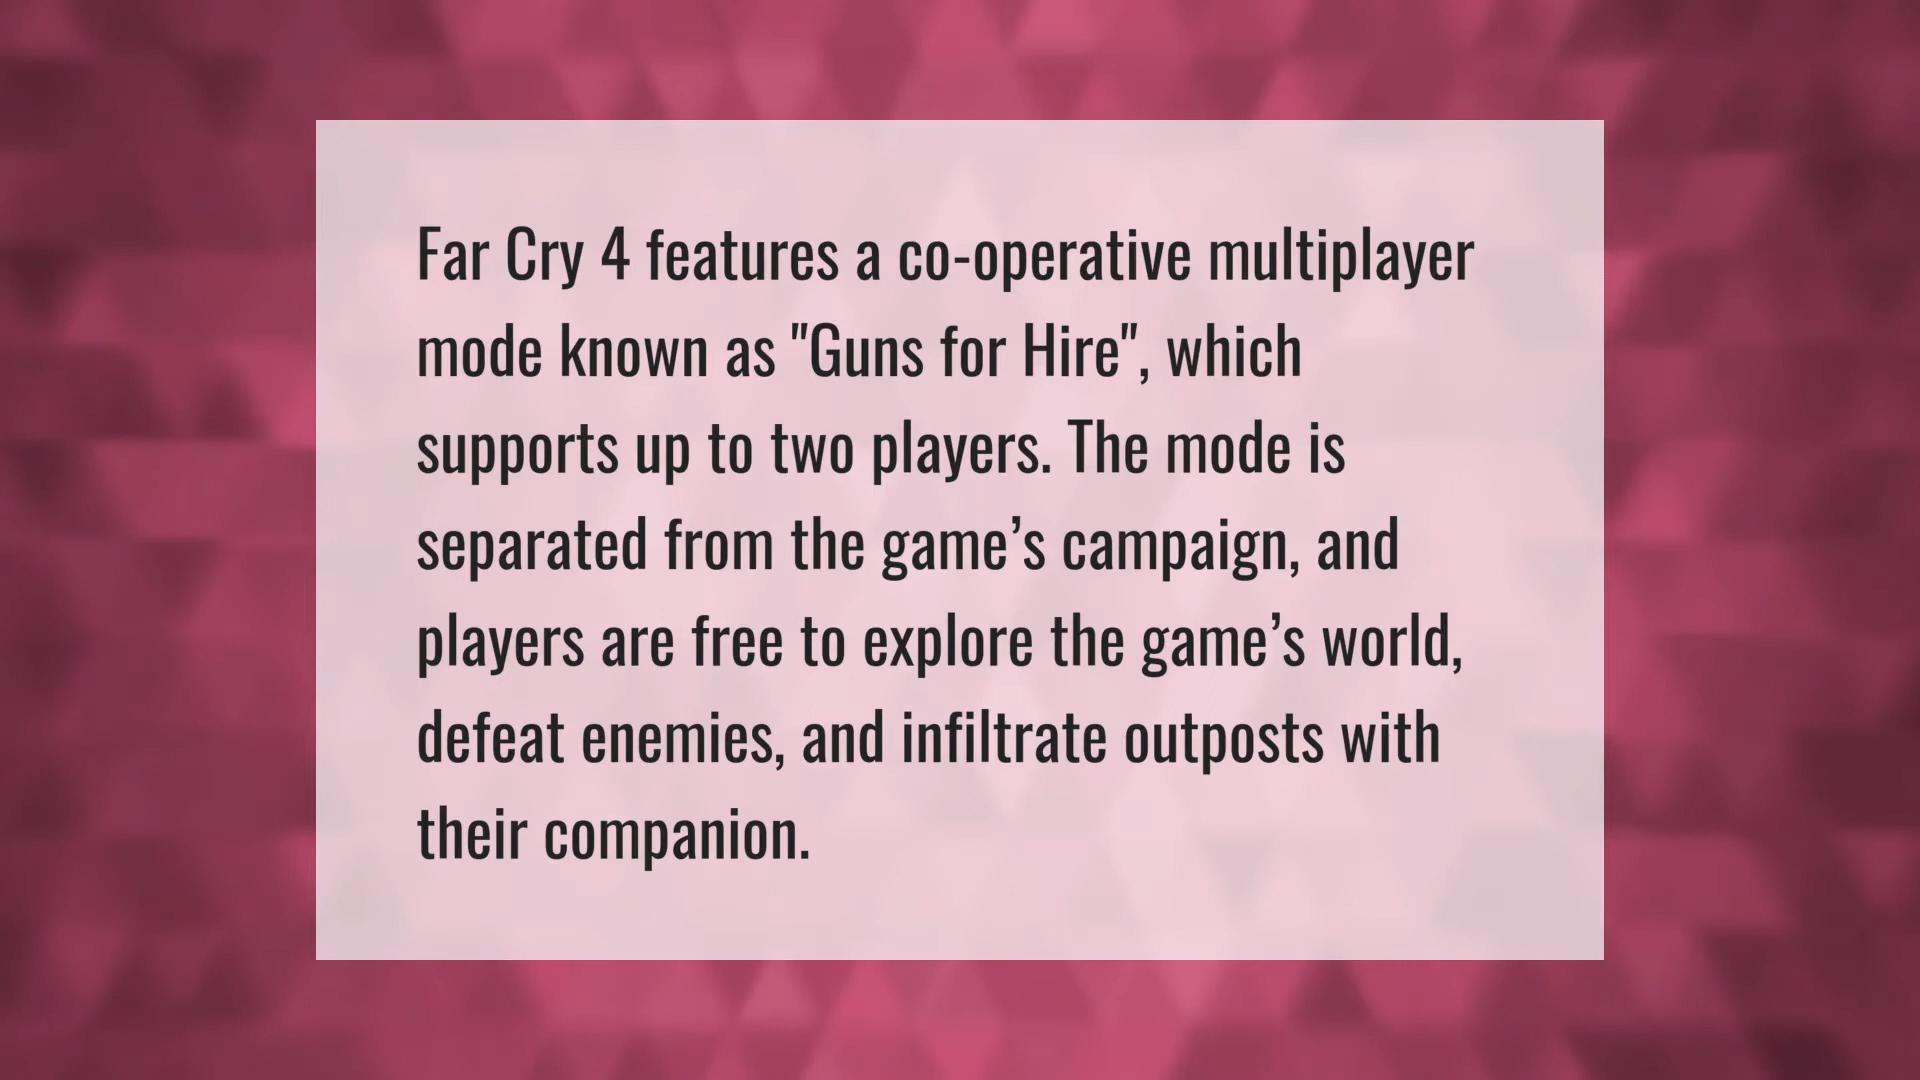 Far Cry 4 features a co-operative multiplayer
mode known as "Guns for Hire", which
supports up to two players. The mode is
separated from the game’s campaign, and
players are free to explore the game’s world,
defeat enemies, and infiltrate outposts with
their companion.